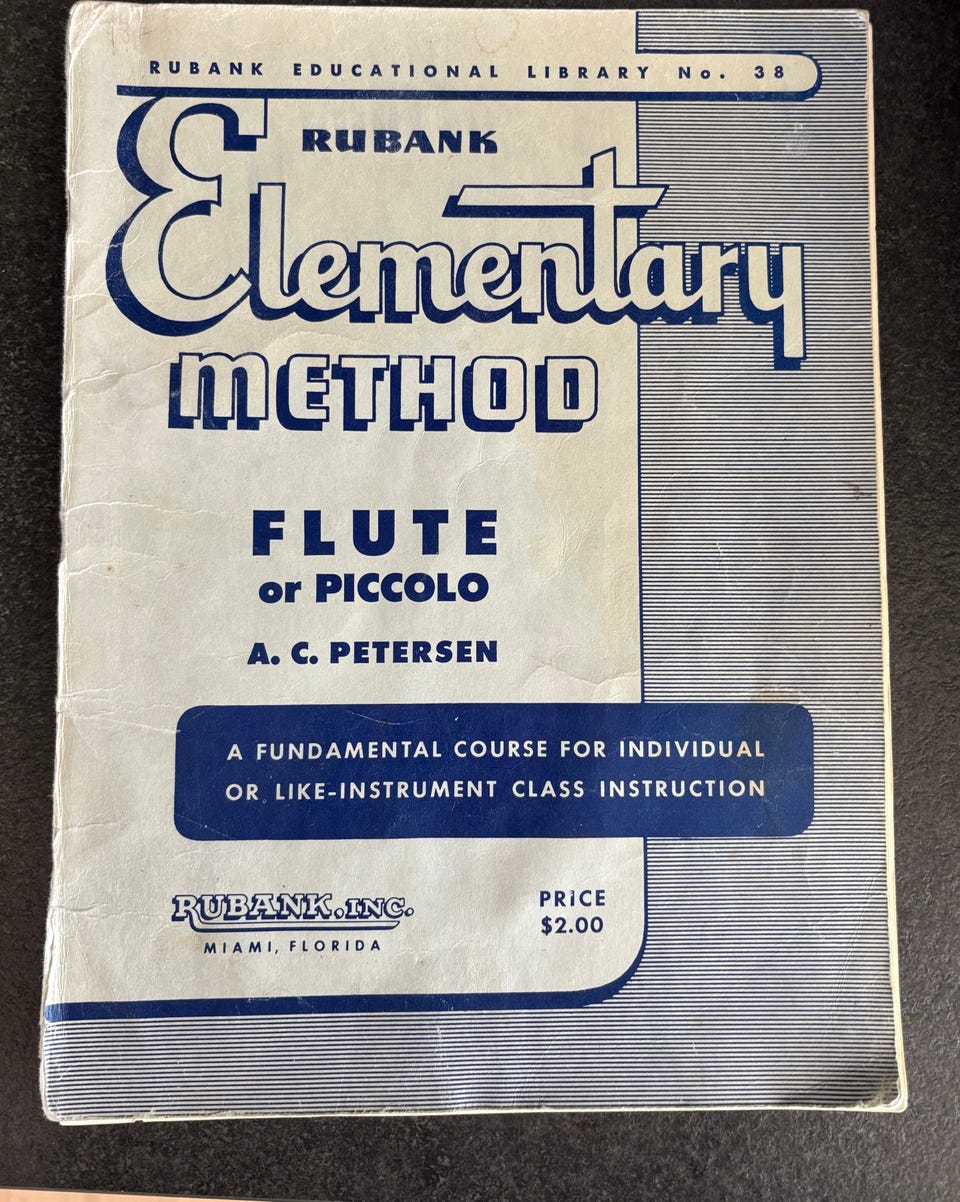 RUBANK EDUCATIONAL LIBRARY No. 38
RUBANK
Elementary
METHOD
FLUTE
or PICCOLO
A. C. PETERSEN
A FUNDAMENTAL COURSE FOR INDIVIDUAL
OR LIKE-INSTRUMENT CLASS INSTRUCTION
RUBANK, INC.
MIAMI, FLORIDA
PRICE
$2.00